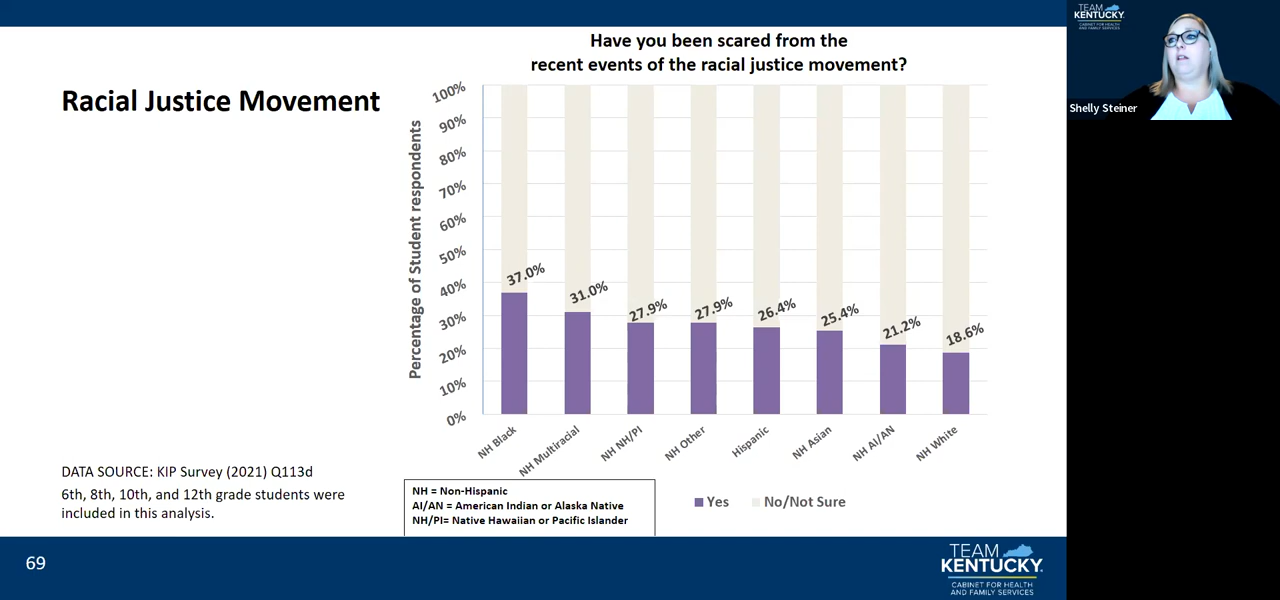 Racial Justice Movement
Have you been scared from the
recent events of the racial justice movement?
Percentage of Student respondents
100%
90%
80%
70%
60%
50%
40%
30%
20%
10%
0%
37.0%
31.0%
27.9%
27.9%
26.4%
25.4%
21.2%
18.6%
NH Black
NH Multiracial
NH NH/PI
NH Other
Hispanic
NH Asian
NH AI/AN
NH White
Yes
No/Not Sure
NH = Non-Hispanic
AI/AN = American Indian or Alaska Native
NH/PI= Native Hawaiian or Pacific Islander
DATA SOURCE: KIP Survey (2021) Q113d
6th, 8th, 10th, and 12th grade students were
included in this analysis.
69
TEAM
KENTUCKY.
CABINET FOR HEALTH
AND FAMILY SERVICES
TEAM
KENTUCKY.
CABINET FOR HEALTH
AND FAMILY SERVICES
Shelly Steiner